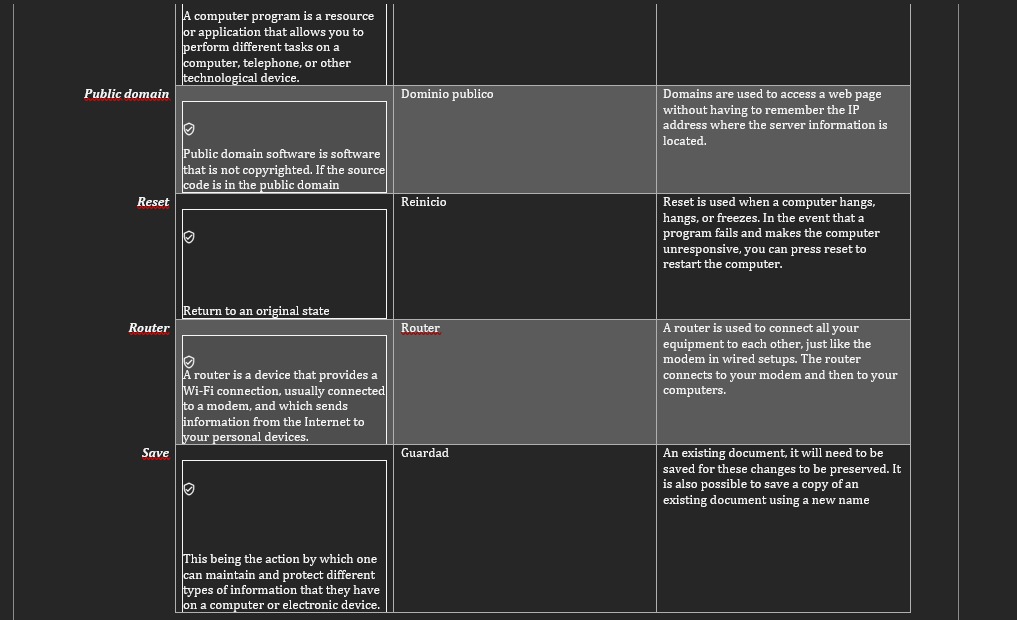 A computer program is a resource
or application that allows you to
perform different tasks on a
computer, telephone, or other
technological device.
Public domain
Public domain software is software
that is not copyrighted. If the source
code is in the public domain
Dominio publico
Domains are used to access a web page
without having to remember the IP
address where the server information is
located.
Reset
Return to an original state
Reinicio
Reset is used when a computer hangs,
hangs, or freezes. In the event that a
program fails and makes the computer
unresponsive, you can press reset to
restart the computer.
Router
A router is a device that provides a
Wi-Fi connection, usually connected
to a modem, and which sends
information from the Internet to
your personal devices.
Router
A router is used to connect all your
equipment to each other, just like the
modem in wired setups. The router
connects to your modem and then to your
computers.
Save
This being the action by which one
can maintain and protect different
types of information that they have
on a computer or electronic device.
Guardad
An existing document, it will need to be
saved for these changes to be preserved. It
is also possible to save a copy of an
existing document using a new name